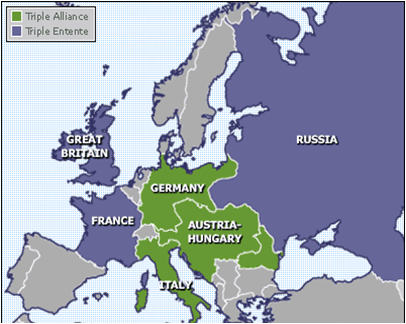 Triple Alliance
Triple Entente
GREAT
BRITAIN
RUSSIA
GERMANY
FRANCE
AUSTRIA-
HUNGARY
ITALY